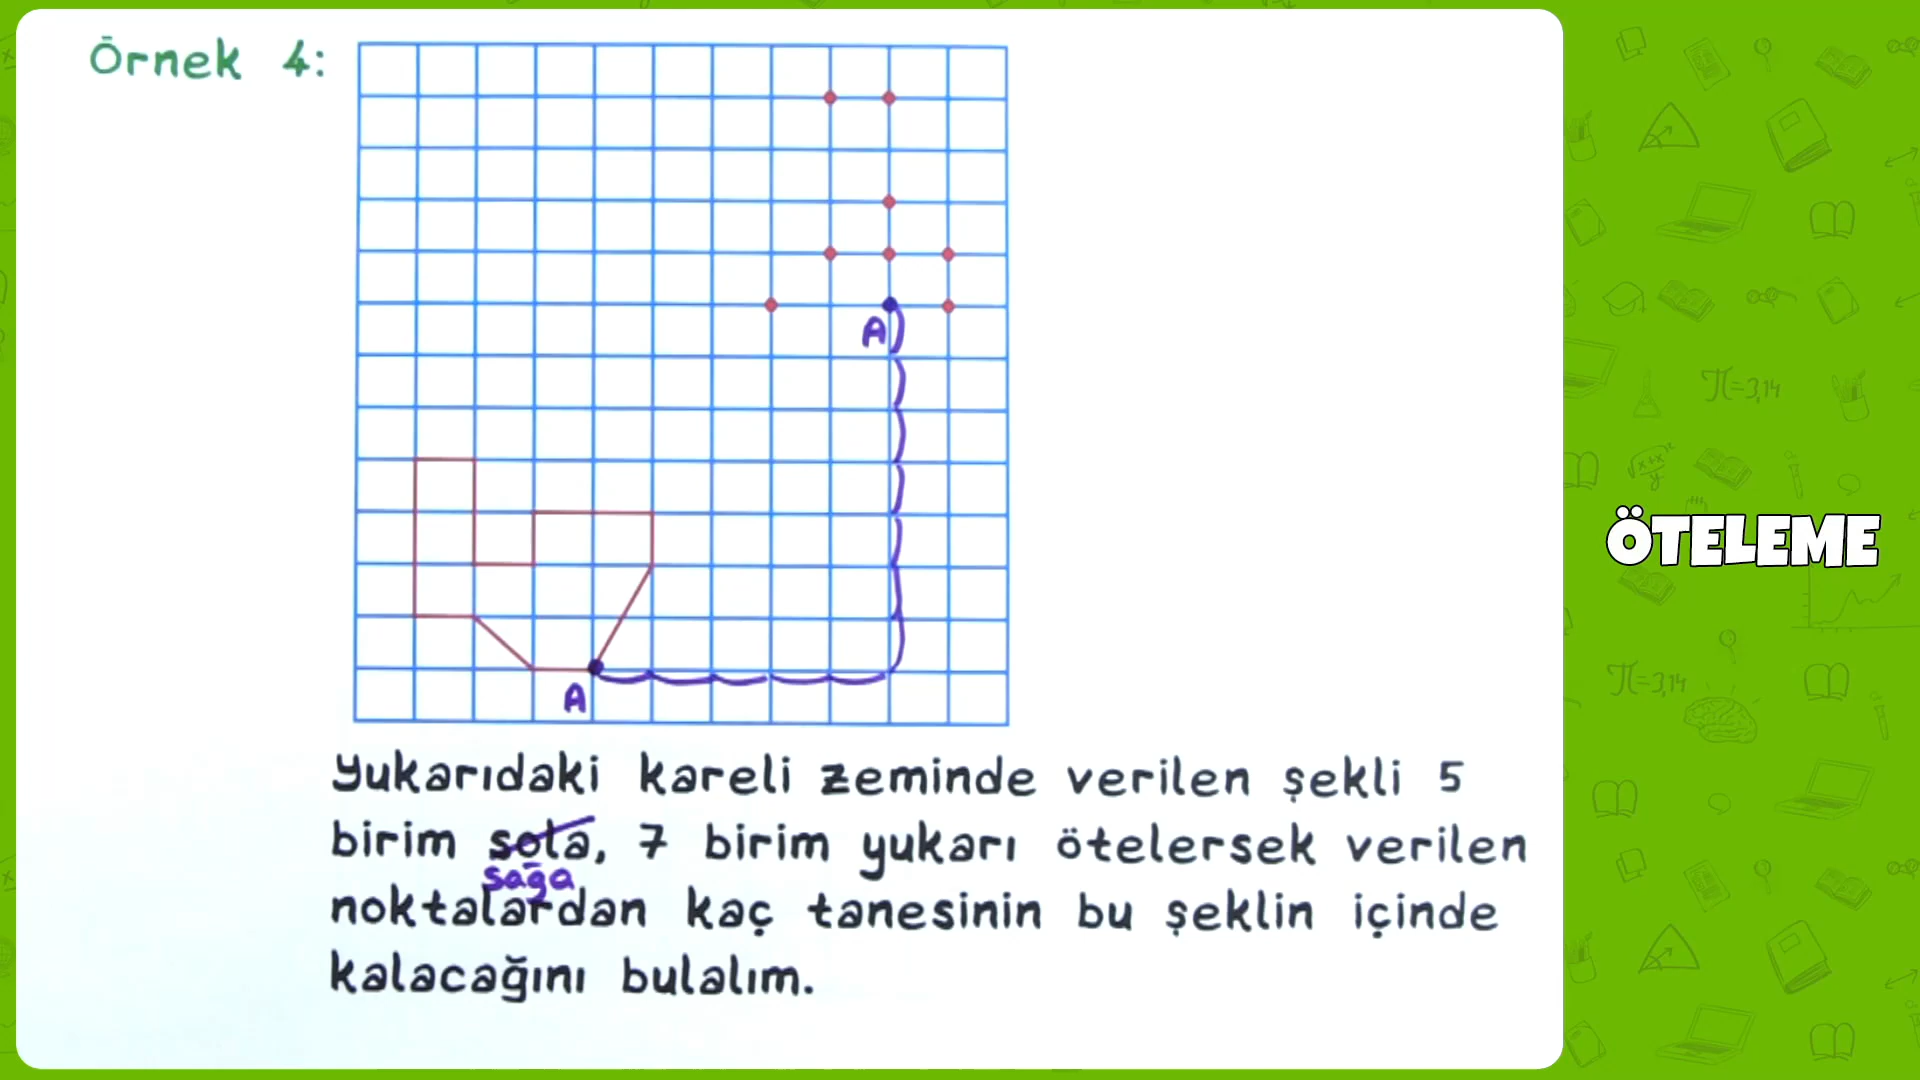 Örnek 4:
A
A
Yukarıdaki kareli zeminde verilen şekli 5
birim sola, 7 birim yukarı ötelersek verilen
sağa
noktalardan kaç tanesinin bu şeklin içinde
kalacağını bulalım.
ÖTELEME
π=3,14
π=3,14